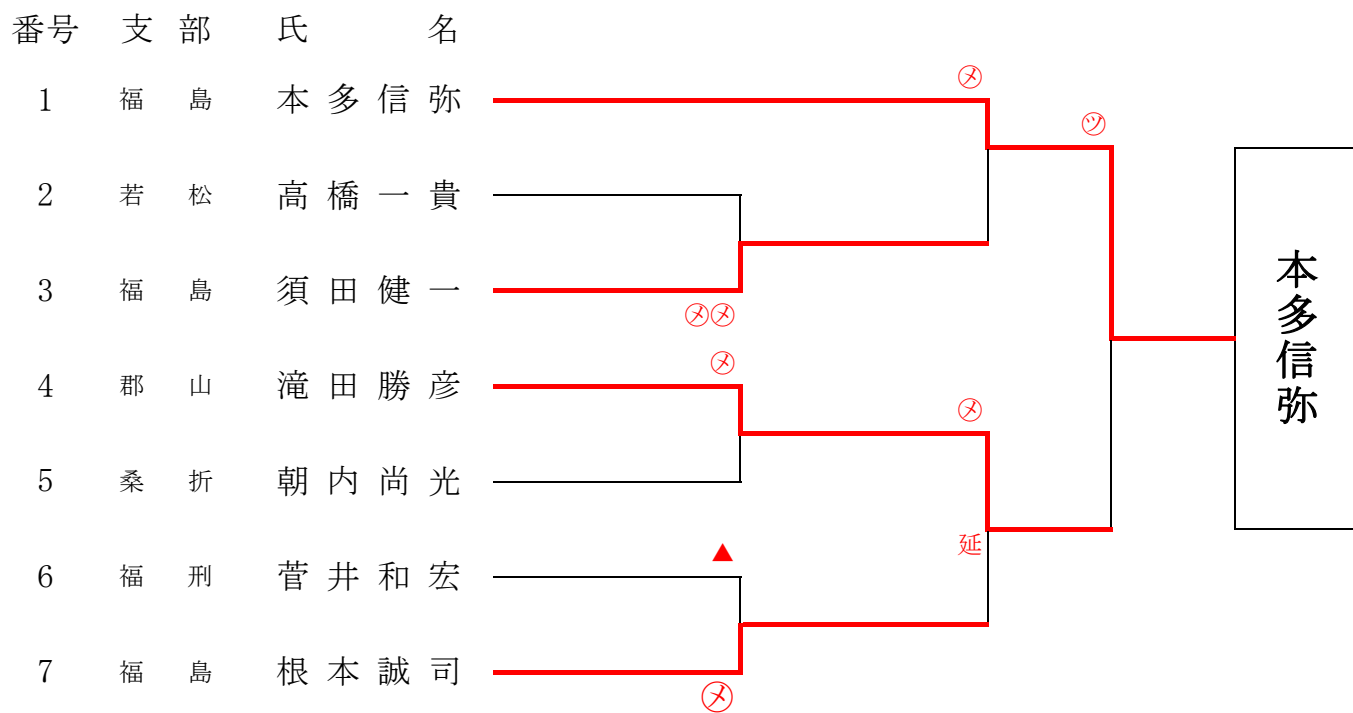 番号 支部 氏名
㋱
1 福島 本多信弥
㋡
2 若松 高橋一貴
本多信弥
3 福島 須田健一
㋱㋱
㋱
4 郡山 滝田勝彦
㋱
5 桑折 朝内尚光
延
▲
6 福刑 菅井和宏
7 福島 根本誠司
㋱